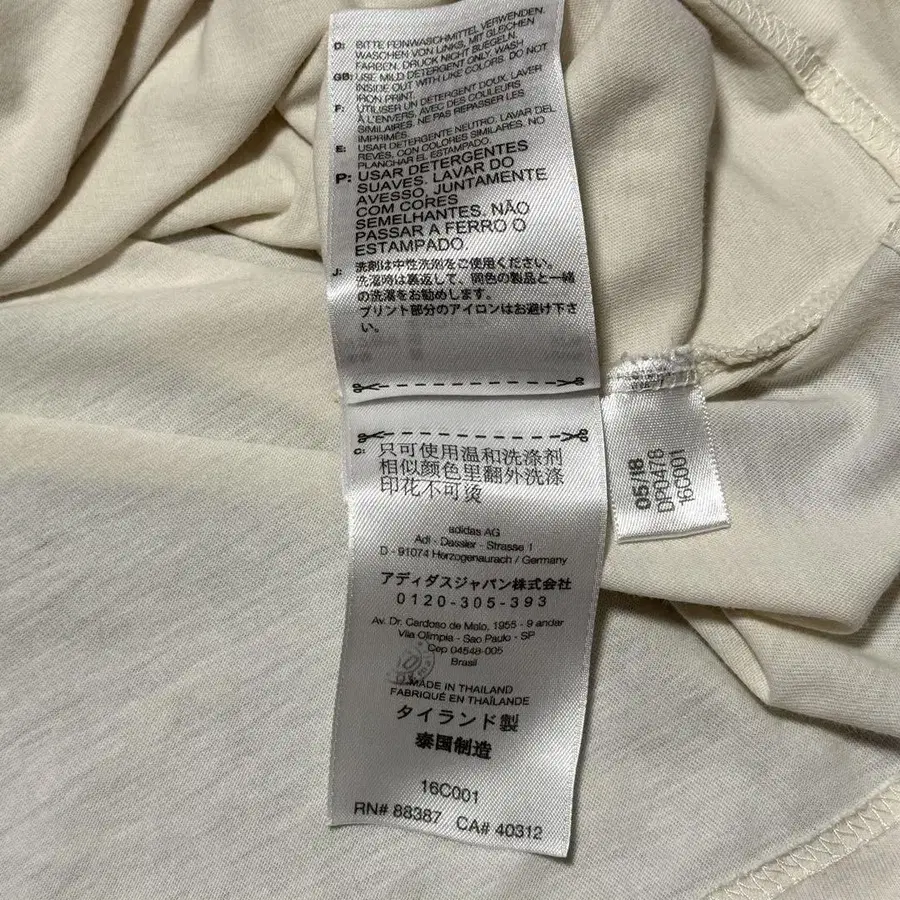 D: BITTE FEINWASCHMITTEL VERWENDEN.
WASCHEN VON LINKS, MIT GLEICHEN
FARBEN. DRUCK NICHT BUEGELN.
GB: USE MILD DETERGENT ONLY. WASH
INSIDE OUT WITH LIKE COLORS. DO NOT
IRON PRINT.
F: UTILISER UN DETERGENT DOUX. LAVER
À L'ENVERS, AVEC DES COULEURS
SIMILAIRES. NE PAS REPASSER LES
IMPRIMÉS.
E: USAR DETERGENTE NEUTRO. LAVAR DEL
REVÉS, CON COLORES SIMILARES. NO
PLANCHAR EL ESTAMPADO.
P: USAR DETERGENTES
SUAVES. LAVAR DO
AVESSO, JUNTAMENTE
COM CORES
SEMELHANTES. NÃO
PASSAR A FERRO O
ESTAMPADO.
J: 洗剤は中性洗剤をご使用ください。
洗濯時は裏返して、同色の製品と一緒
の洗濯をお勧めします。
プリント部分のアイロンはお避け下さ
い。
C: 只可使用温和洗涤剂
相似颜色里翻外洗涤
印花不可烫
adidas AG
Adi - Dassler - Strasse 1
D - 91074 Herzogenaurach / Germany
アディダスジャパン株式会社
0120-305-393
Av. Dr. Cardoso de Melo, 1955 - 9 andar
Vila Olimpia - Sao Paulo - SP
Cep 04548-005
Brasil
MADE IN THAILAND
FABRIQUÉ EN THAÏLANDE
タイランド製
泰国制造
16C001
RN# 88387 CA# 40312
05/18
DP0478
16C001